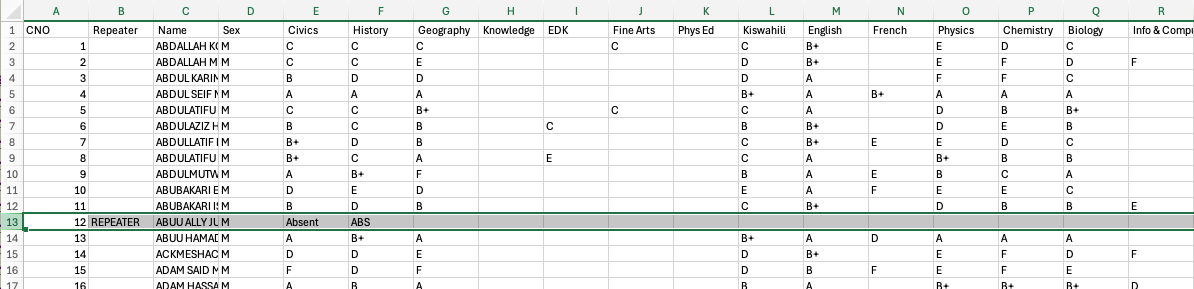 A B C D E F G H I J K L M N O P Q R
1 CNO Repeater Name Sex Civics History Geography Knowledge EDK Fine Arts Phys Ed Kiswahili English French Physics Chemistry Biology Info & Compu
2 1 ABDALLAH M C C C C C B+ E D C
3 2 ABDALLAH M M C C E D B+ E F D F
4 3 ABDUL KARIM M B D D D A F F C
5 4 ABDUL SEIF M A A A B+ A B+ A A A
6 5 ABDULATIFU M C C B+ C C A D B B+
7 6 ABDULAZIZ H M B C B C B B+ D E B
8 7 ABDULLATIF M B+ D B C B+ E E D C
9 8 ABDULATIFU M B+ C A E C A B+ B B
10 9 ABDULMUTW M A B+ F B A E B C A
11 10 ABUBAKARI E M D E D E A F E E C
12 11 ABUBAKARI M B D B C B+ D B B E
13 12 REPEATER ABUU ALLY JU M Absent ABS
14 13 ABUU HAMAD M A B+ A B+ A D A A A
15 14 ACKMESHAC M D D E D B+ E F D F
16 15 ADAM SAID M M F D F D B F E F E
17 16 ADAM HASSA M A B A B A B+ B+ B+ D